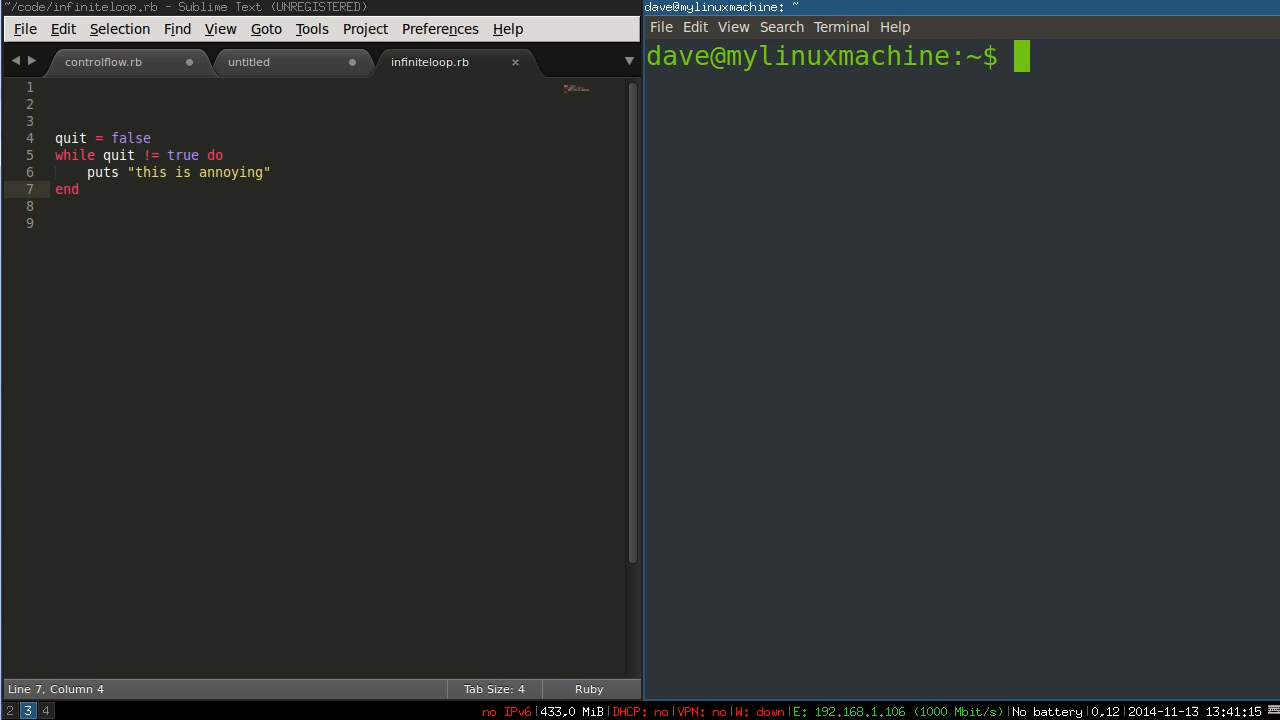 ~/code/infiniteloop.rb - Sublime Text (UNREGISTERED)
File Edit Selection Find View Goto Tools Project Preferences Help
controlflow.rb untitled infiniteloop.rb
1
2
3
4 quit = false
5 while quit != true do
6 puts "this is annoying"
7 end
8
9
Line 7, Column 4 Tab Size: 4 Ruby
dave@mylinuxmachine: ~
File Edit View Search Terminal Help
dave@mylinuxmachine:~$
2 3 4 no IPv6|433,0 MiB|DHCP: no|VPN: no|W: down|E: 192.168.1.106 (1000 Mbit/s)|No battery|0,12|2014-11-13 13:41:15